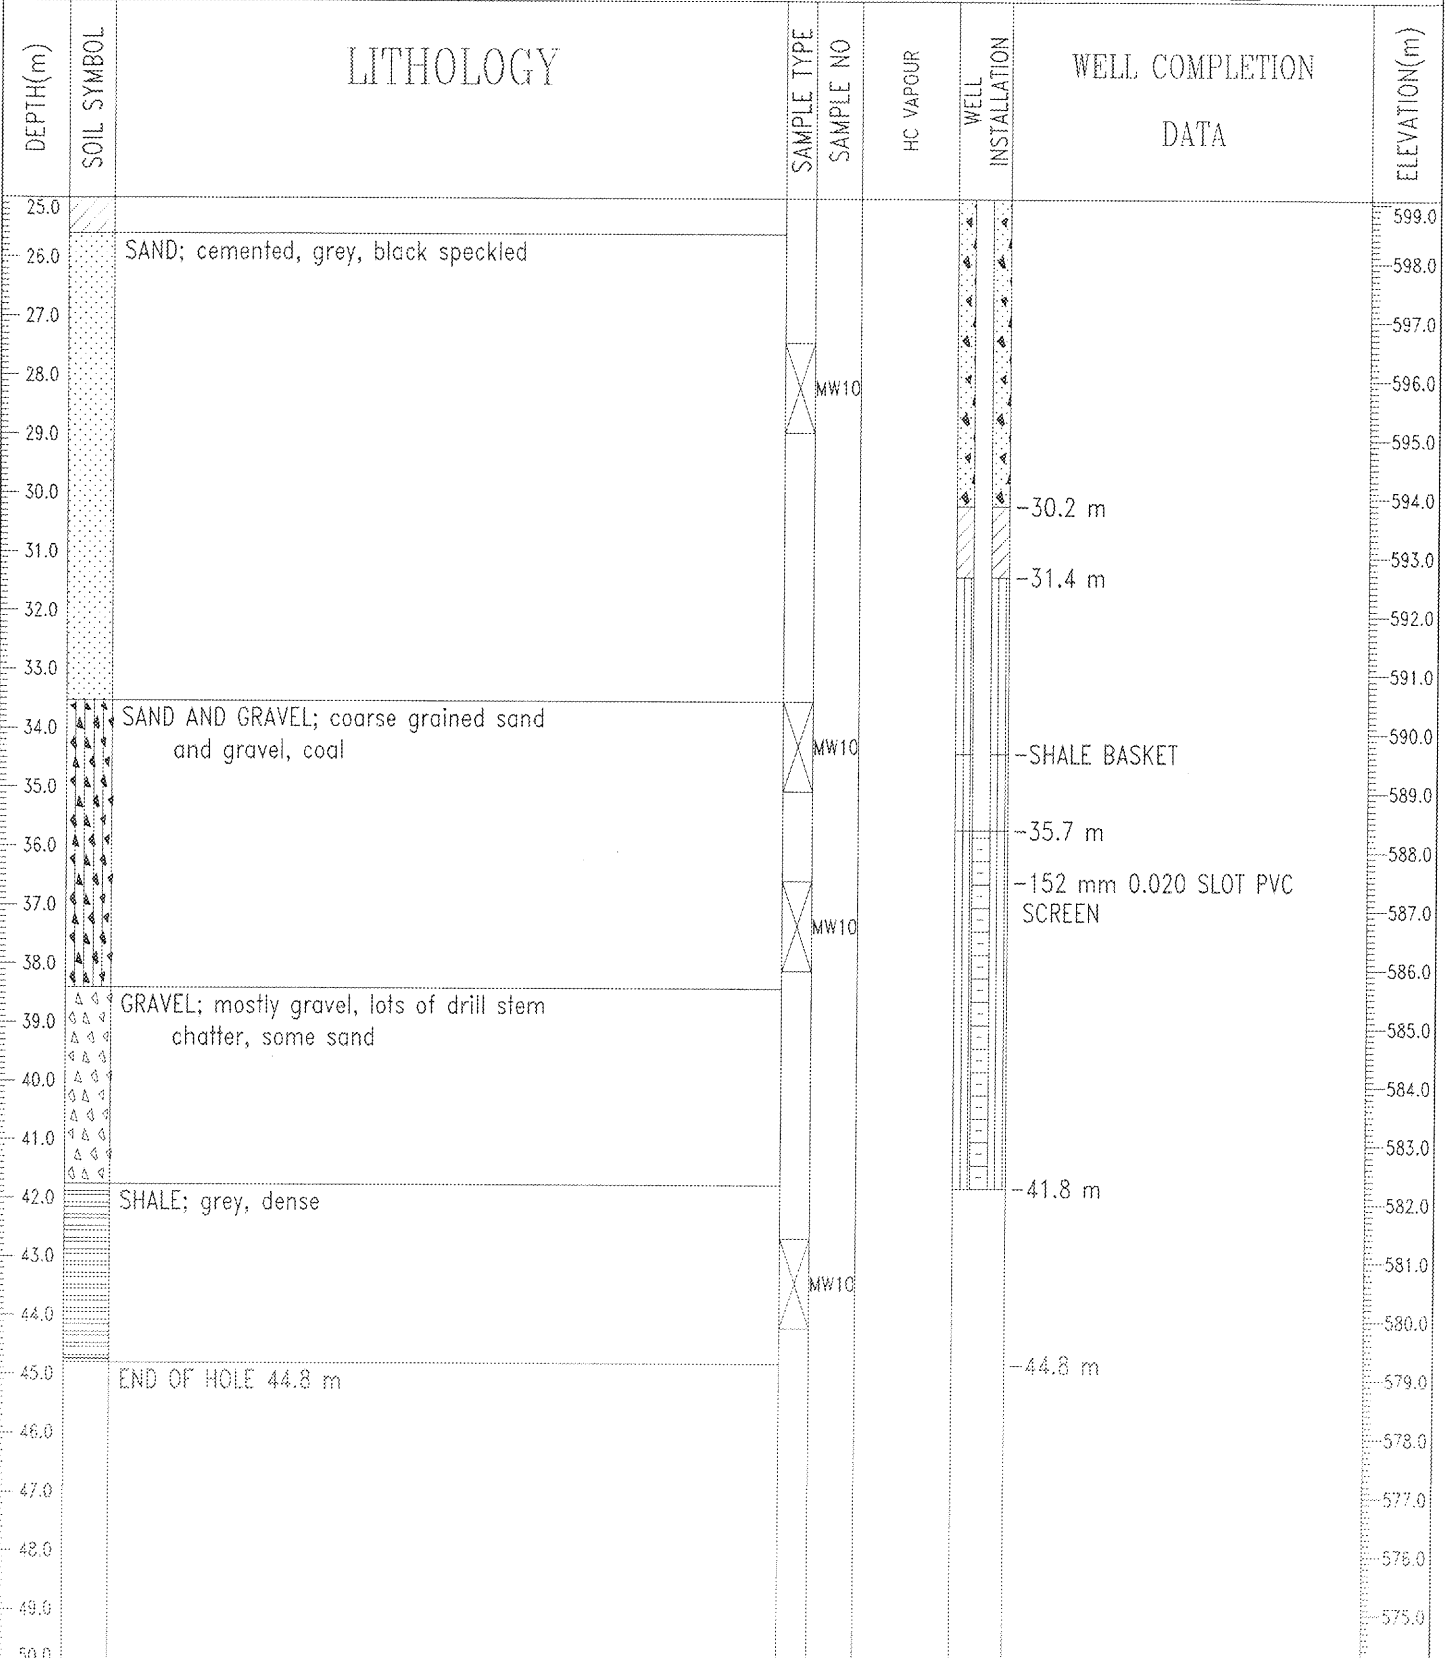 DEPTH(m)
SOIL SYMBOL
LITHOLOGY
SAMPLE TYPE
SAMPLE NO
HC VAPOUR
WELL
INSTALLATION
WELL COMPLETION
DATA
ELEVATION(m)
25.0
599.0
SAND; cemented, grey, black speckled
26.0
598.0
27.0
597.0
28.0
MW10
596.0
29.0
595.0
30.0
594.0
-30.2 m
31.0
593.0
-31.4 m
32.0
592.0
33.0
591.0
SAND AND GRAVEL; coarse grained sand
and gravel, coal
34.0
MW10
590.0
-SHALE BASKET
35.0
589.0
-35.7 m
36.0
588.0
-152 mm 0.020 SLOT PVC
SCREEN
37.0
MW10
587.0
38.0
586.0
GRAVEL; mostly gravel, lots of drill stem
chatter, some sand
39.0
585.0
40.0
584.0
41.0
583.0
-41.8 m
42.0
SHALE; grey, dense
582.0
43.0
581.0
MW10
44.0
580.0
-44.8 m
45.0
END OF HOLE 44.8 m
579.0
46.0
578.0
47.0
577.0
48.0
576.0
49.0
575.0
50.0